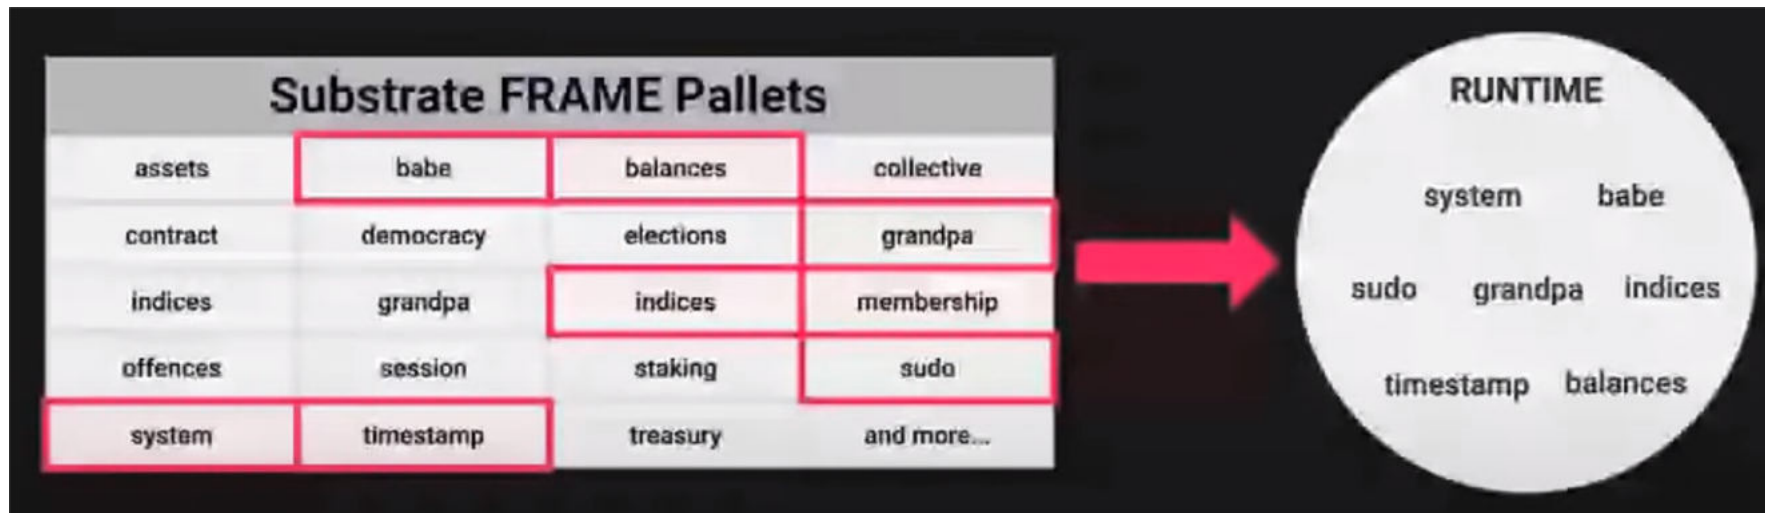 Substrate FRAME Pallets
assets babe balances collective
contract democracy elections grandpa
indices grandpa indices membership
offences session staking sudo
system timestamp treasury and more...
RUNTIME
system babe
sudo grandpa indices
timestamp balances